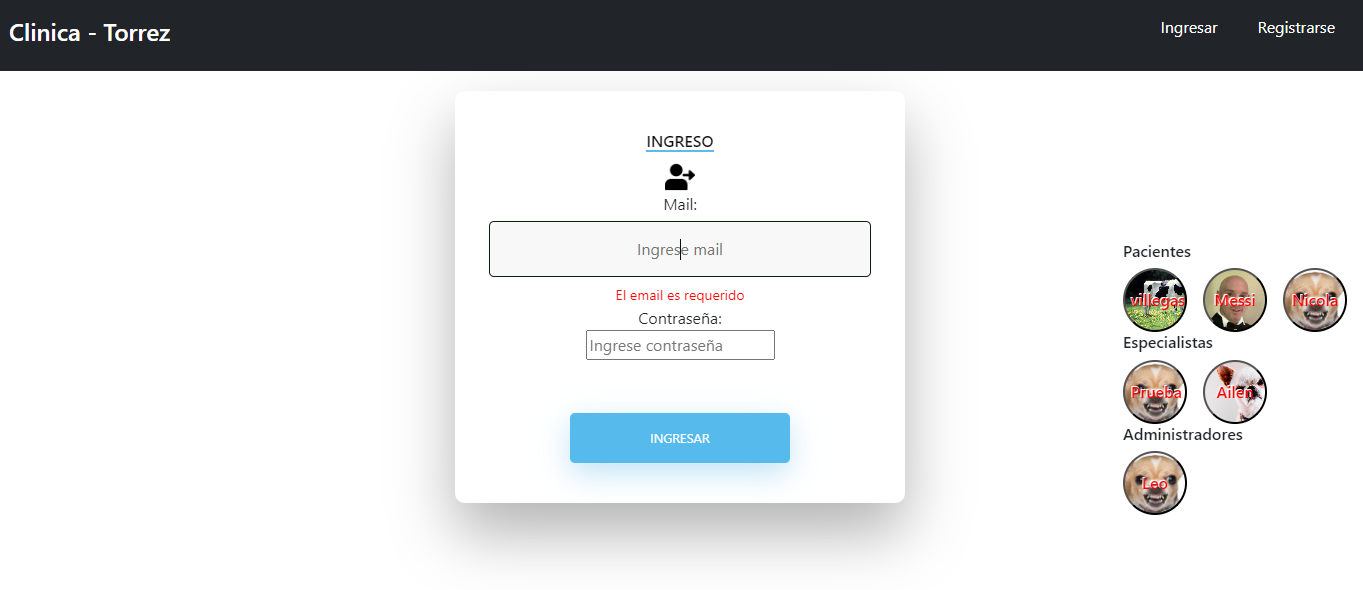 Clinica - Torrez
Ingresar Registrarse
INGRESO
Mail:
Ingrese mail
El email es requerido
Contraseña:
Ingrese contraseña
INGRESAR
Pacientes
villegas Messi Nicola
Especialistas
Prueba Ailen
Administradores
Leo